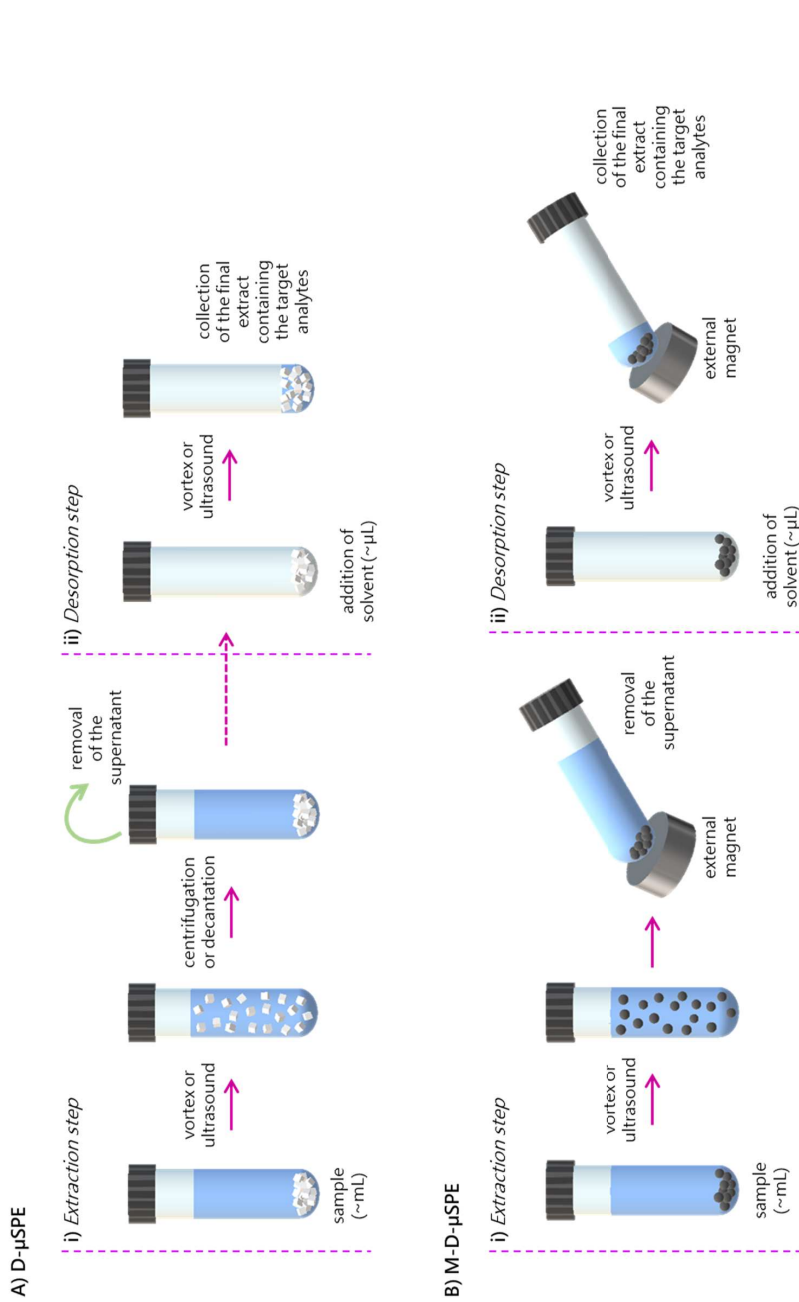 A) D-µSPE
i) Extraction step
sample
(~mL)
vortex or
ultrasound
centrifugation
or decantation
removal
of the
supernatant
ii) Desorption step
addition of
solvent (~µL)
vortex or
ultrasound
collection
of the final
extract
containing
the target
analytes
B) M-D-µSPE
i) Extraction step
sample
(~mL)
vortex or
ultrasound
external
magnet
removal
of the
supernatant
ii) Desorption step
addition of
solvent (~µL)
vortex or
ultrasound
external
magnet
collection
of the final
extract
containing
the target
analytes